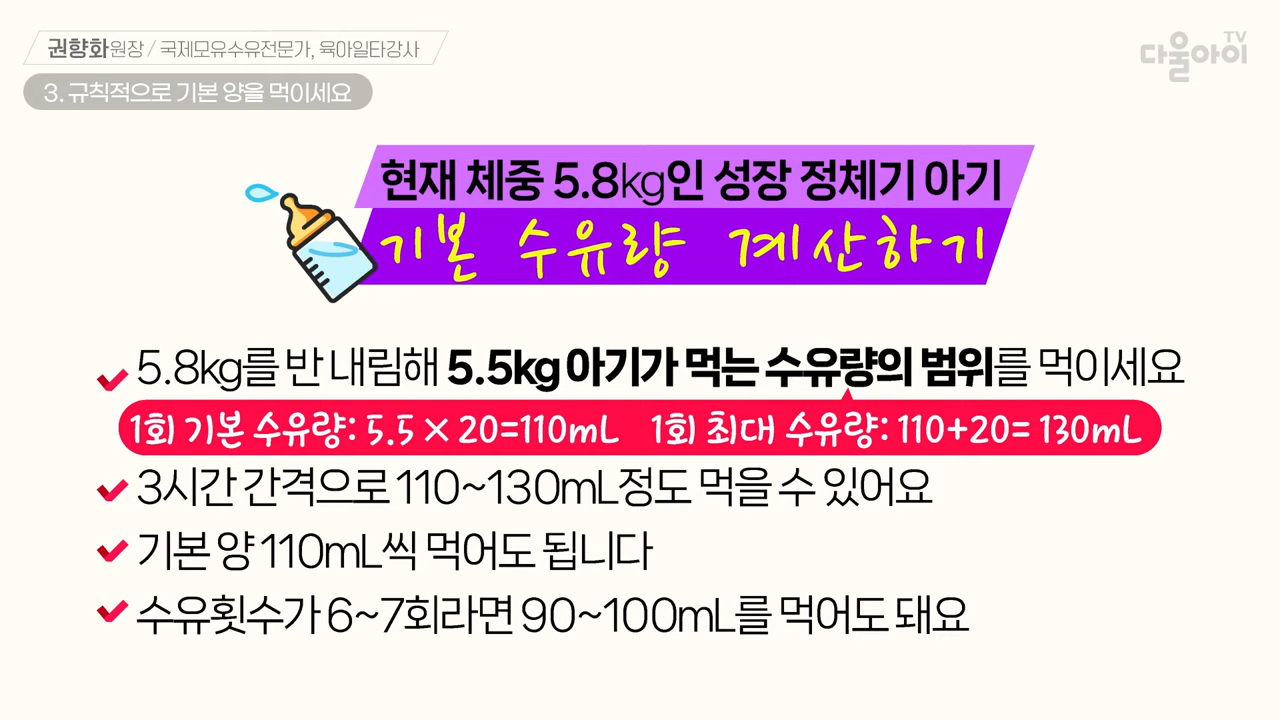 권향화원장 / 국제모유수유전문가, 육아일타강사
다울아이 TV
3. 규칙적으로 기본 양을 먹이세요
현재 체중 5.8kg인 성장 정체기 아기
기본 수유량 계산하기
5.8kg를 반 내림해 5.5kg 아기가 먹는 수유량의 범위를 먹이세요
1회 기본 수유량: 5.5 × 20=110mL 1회 최대 수유량: 110+20= 130mL
3시간 간격으로 110~130mL정도 먹을 수 있어요
기본 양 110mL씩 먹어도 됩니다
수유횟수가 6~7회라면 90~100mL를 먹어도 돼요